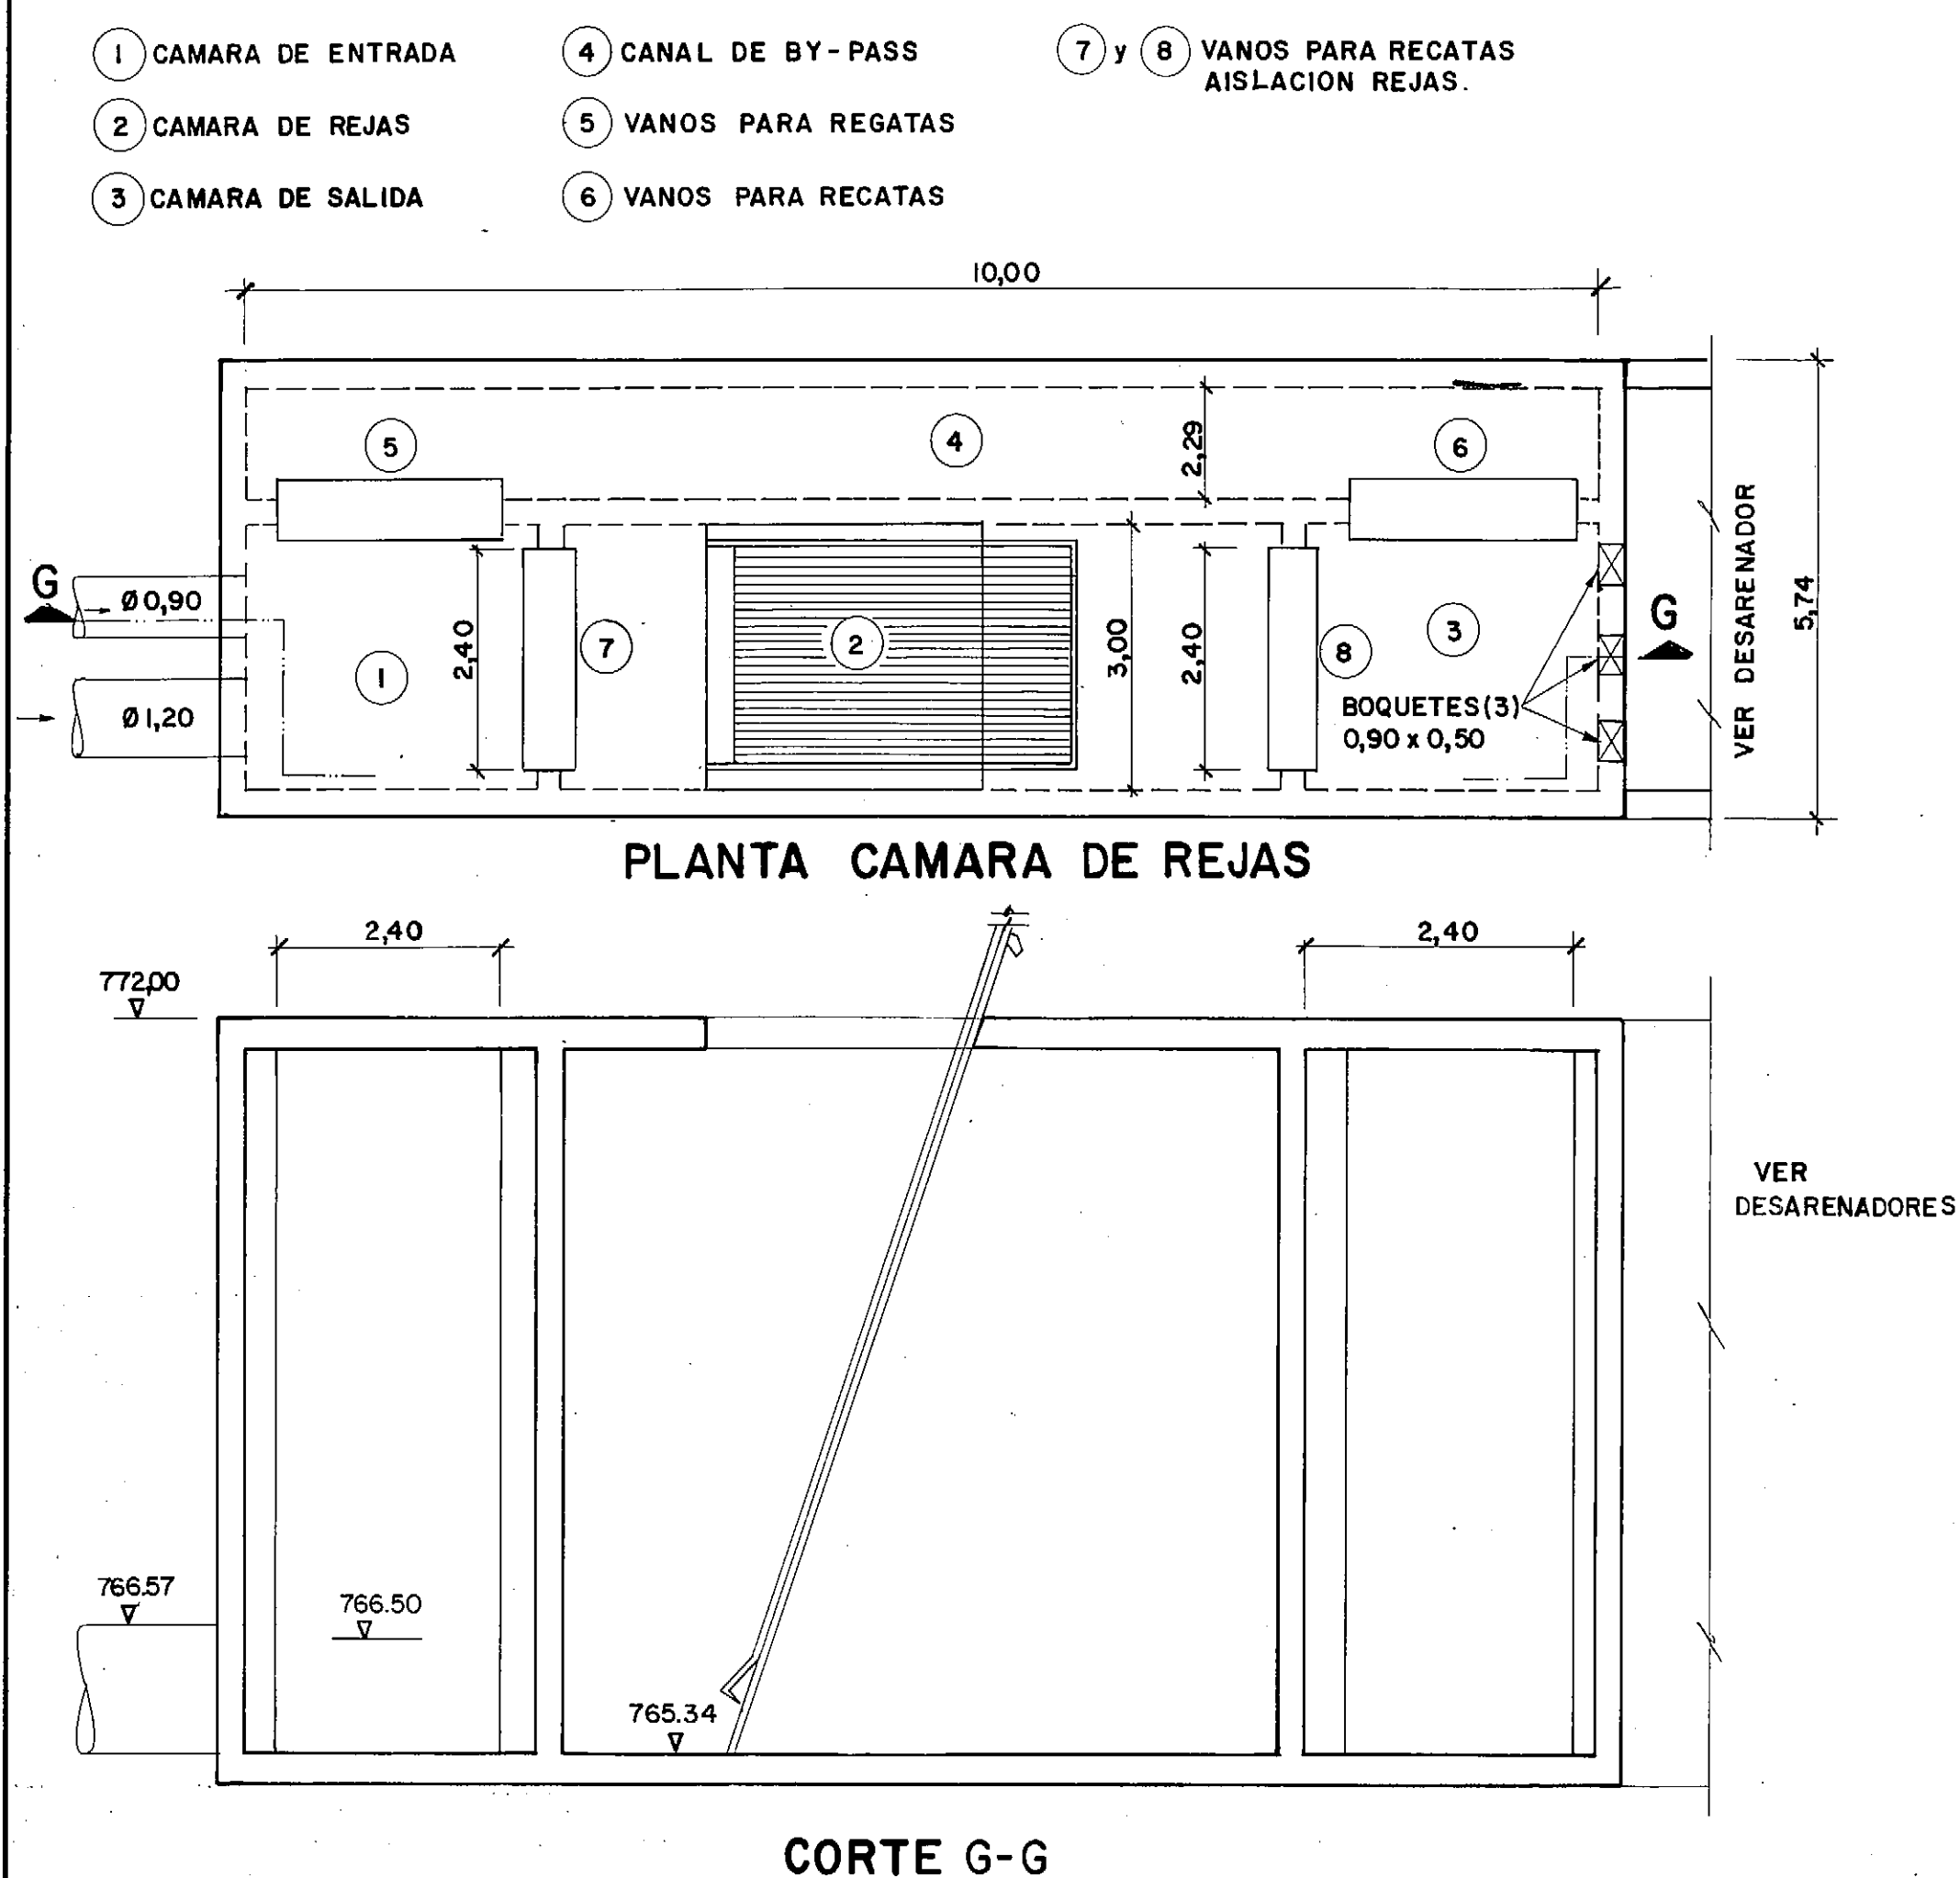 1 CAMARA DE ENTRADA
4 CANAL DE BY-PASS
7 y 8 VANOS PARA RECATAS
AISLACION REJAS.
2 CAMARA DE REJAS
5 VANOS PARA REGATAS
3 CAMARA DE SALIDA
6 VANOS PARA RECATAS
10,00
5
4
2,29
6
VER DESARENADOR
G
Ø0,90
2,40
7
2
3,00
2,40
8
3
G
5,74
1
Ø1,20
BOQUETES(3)
0,90 x 0,50
PLANTA CAMARA DE REJAS
2,40
2,40
772,00
VER
DESARENADORES
766.57
766.50
765.34
CORTE G-G